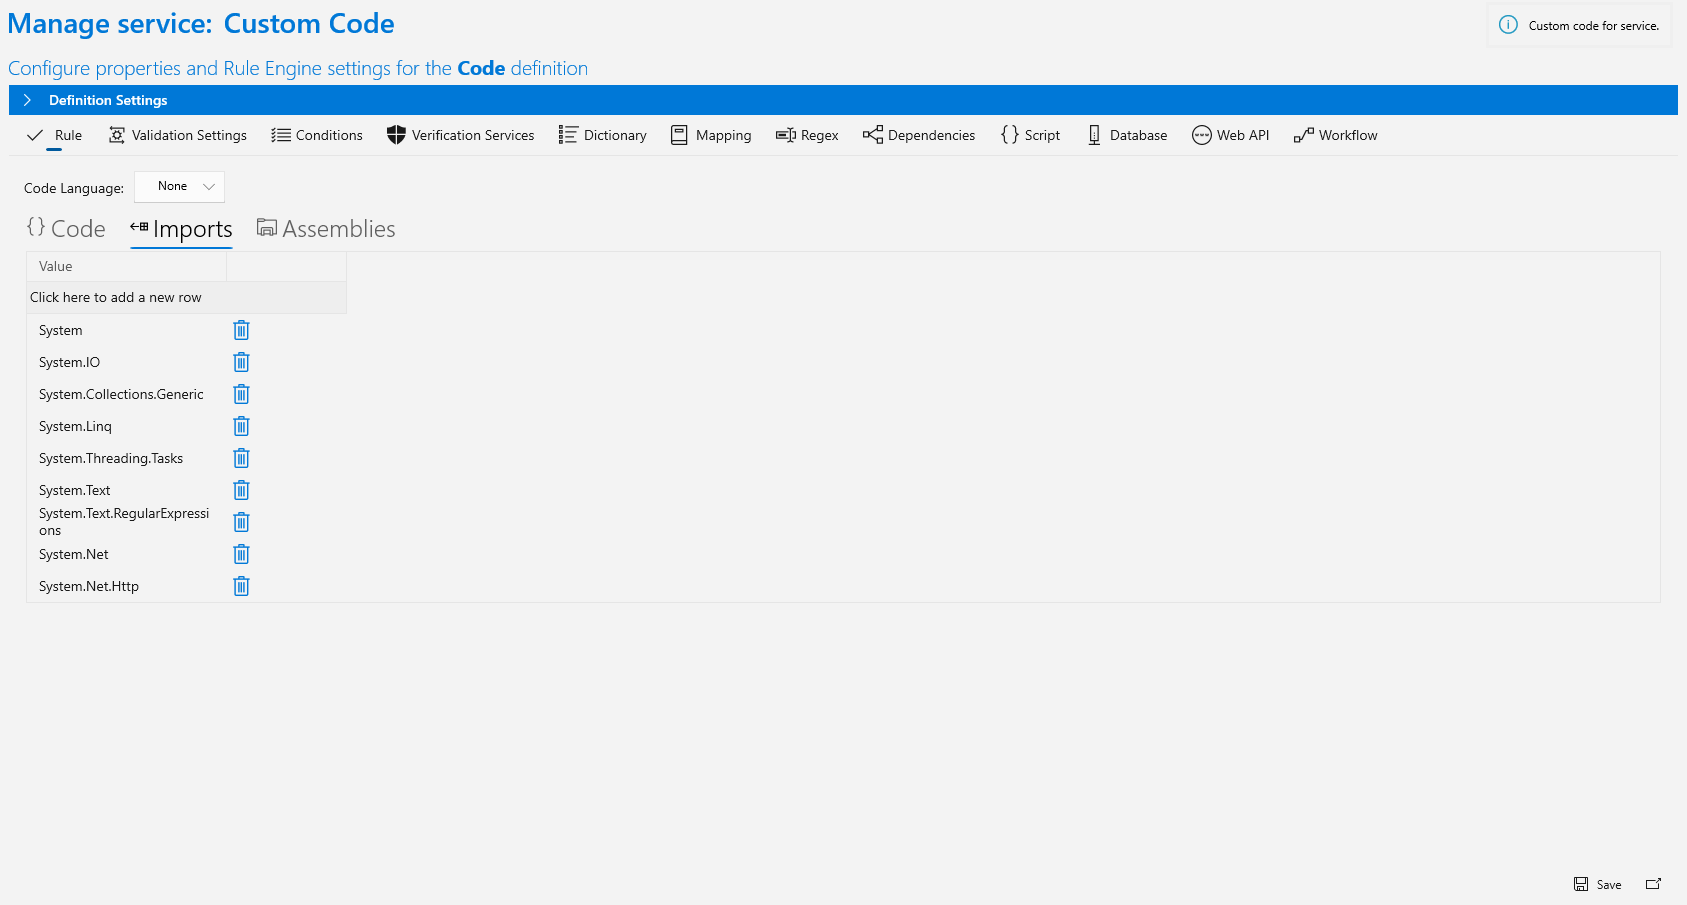 Manage service: Custom Code
Custom code for service.
Configure properties and Rule Engine settings for the Code definition
Definition Settings
Rule Validation Settings Conditions Verification Services Dictionary Mapping Regex Dependencies Script Database Web API Workflow
Code Language: None
Code Imports Assemblies
Value
Click here to add a new row
System
System.IO
System.Collections.Generic
System.Linq
System.Threading.Tasks
System.Text
System.Text.RegularExpressi
ons
System.Net
System.Net.Http
Save